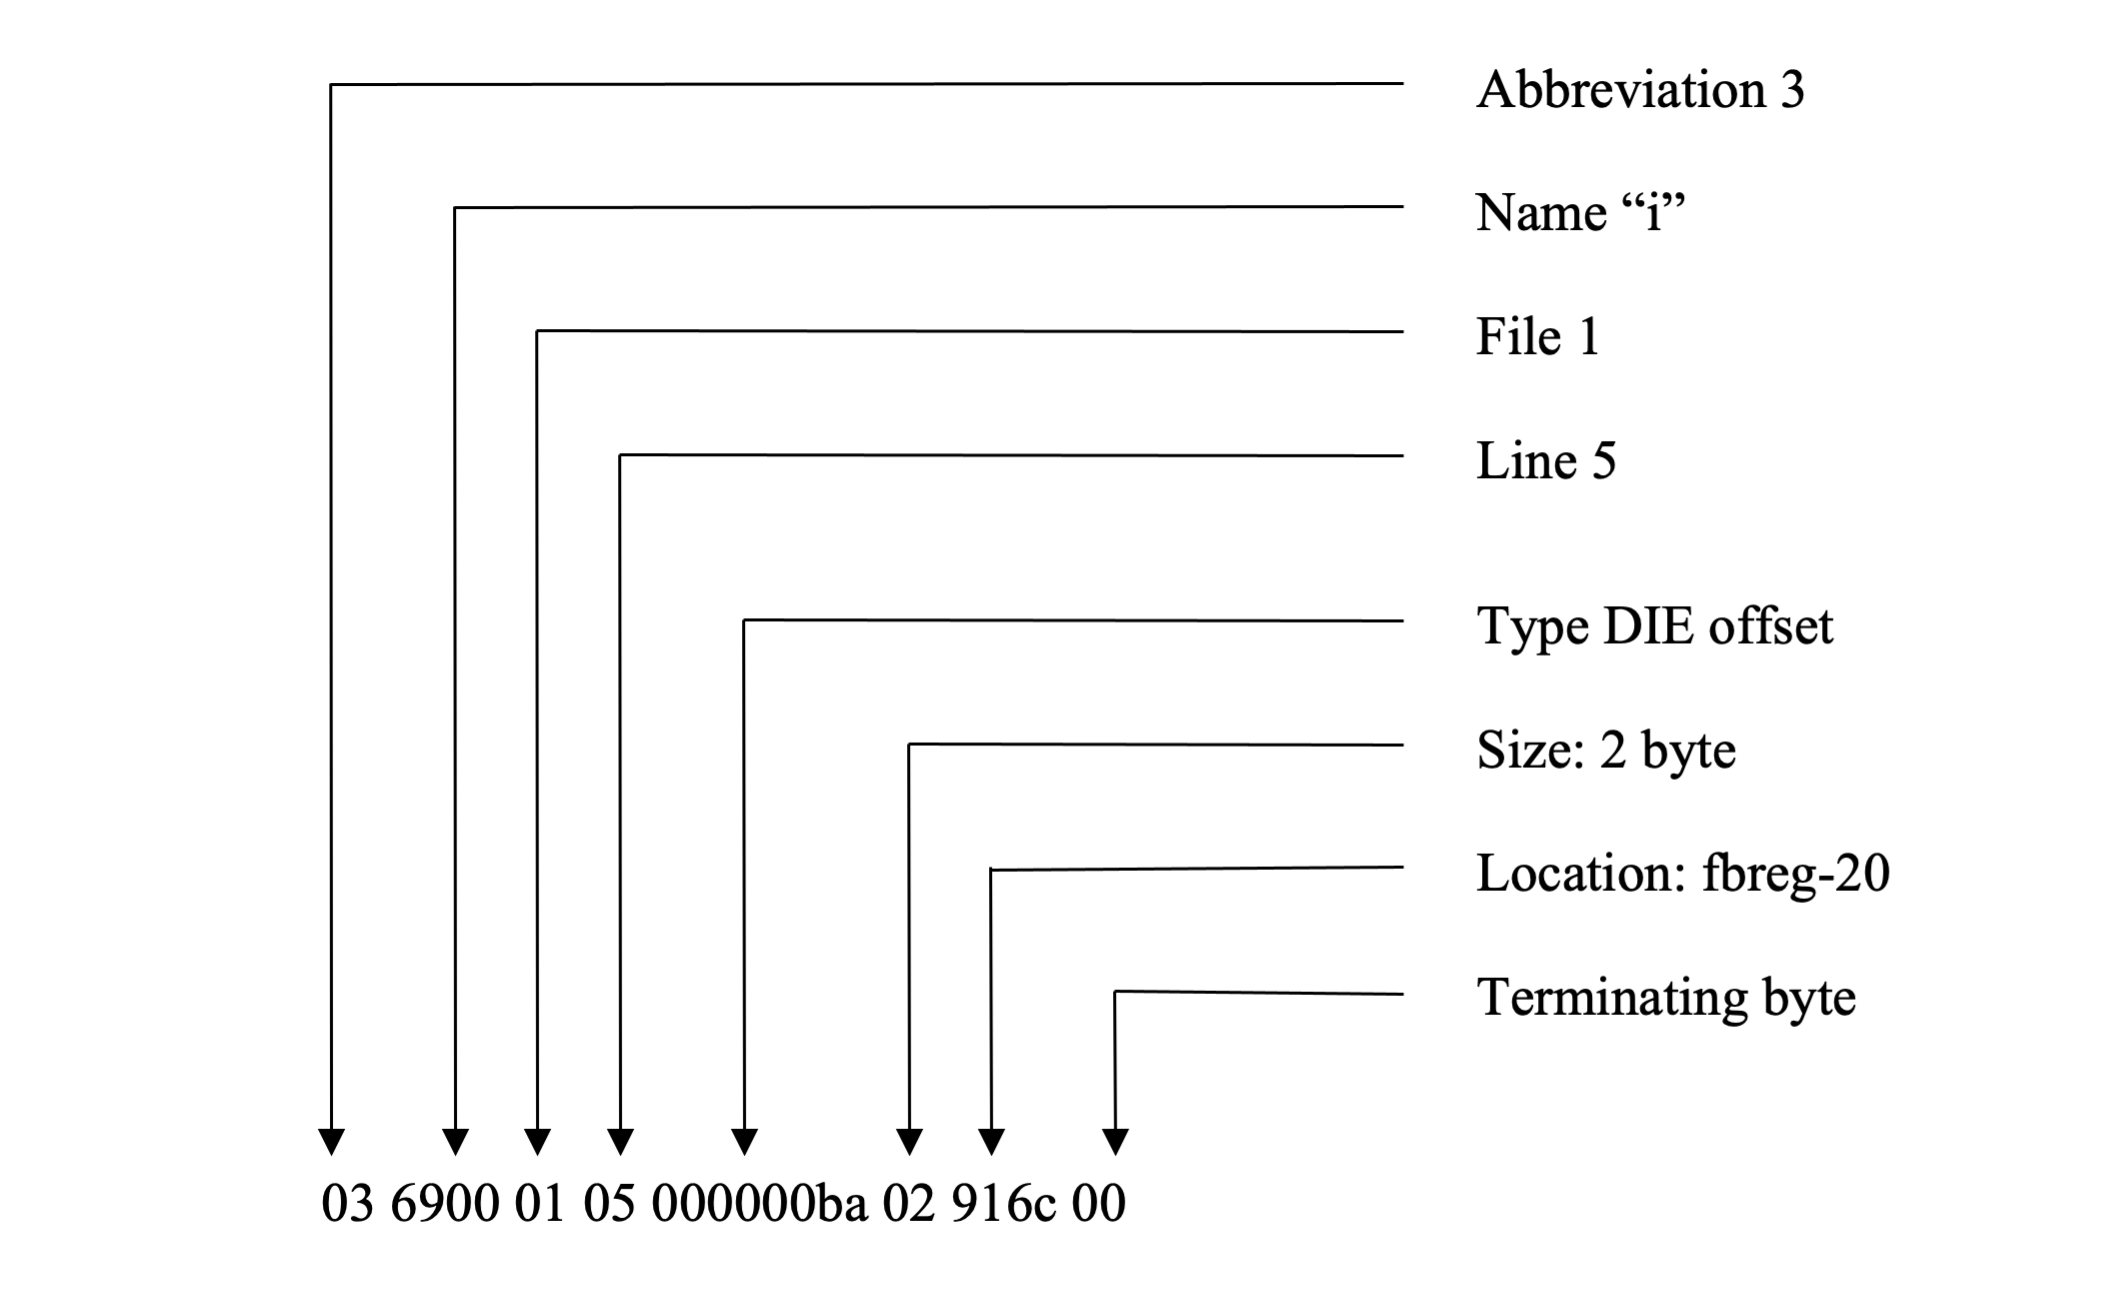 Abbreviation 3
Name “i”
File 1
Line 5
Type DIE offset
Size: 2 byte
Location: fbreg-20
Terminating byte
03 6900 01 05 000000ba 02 916c 00